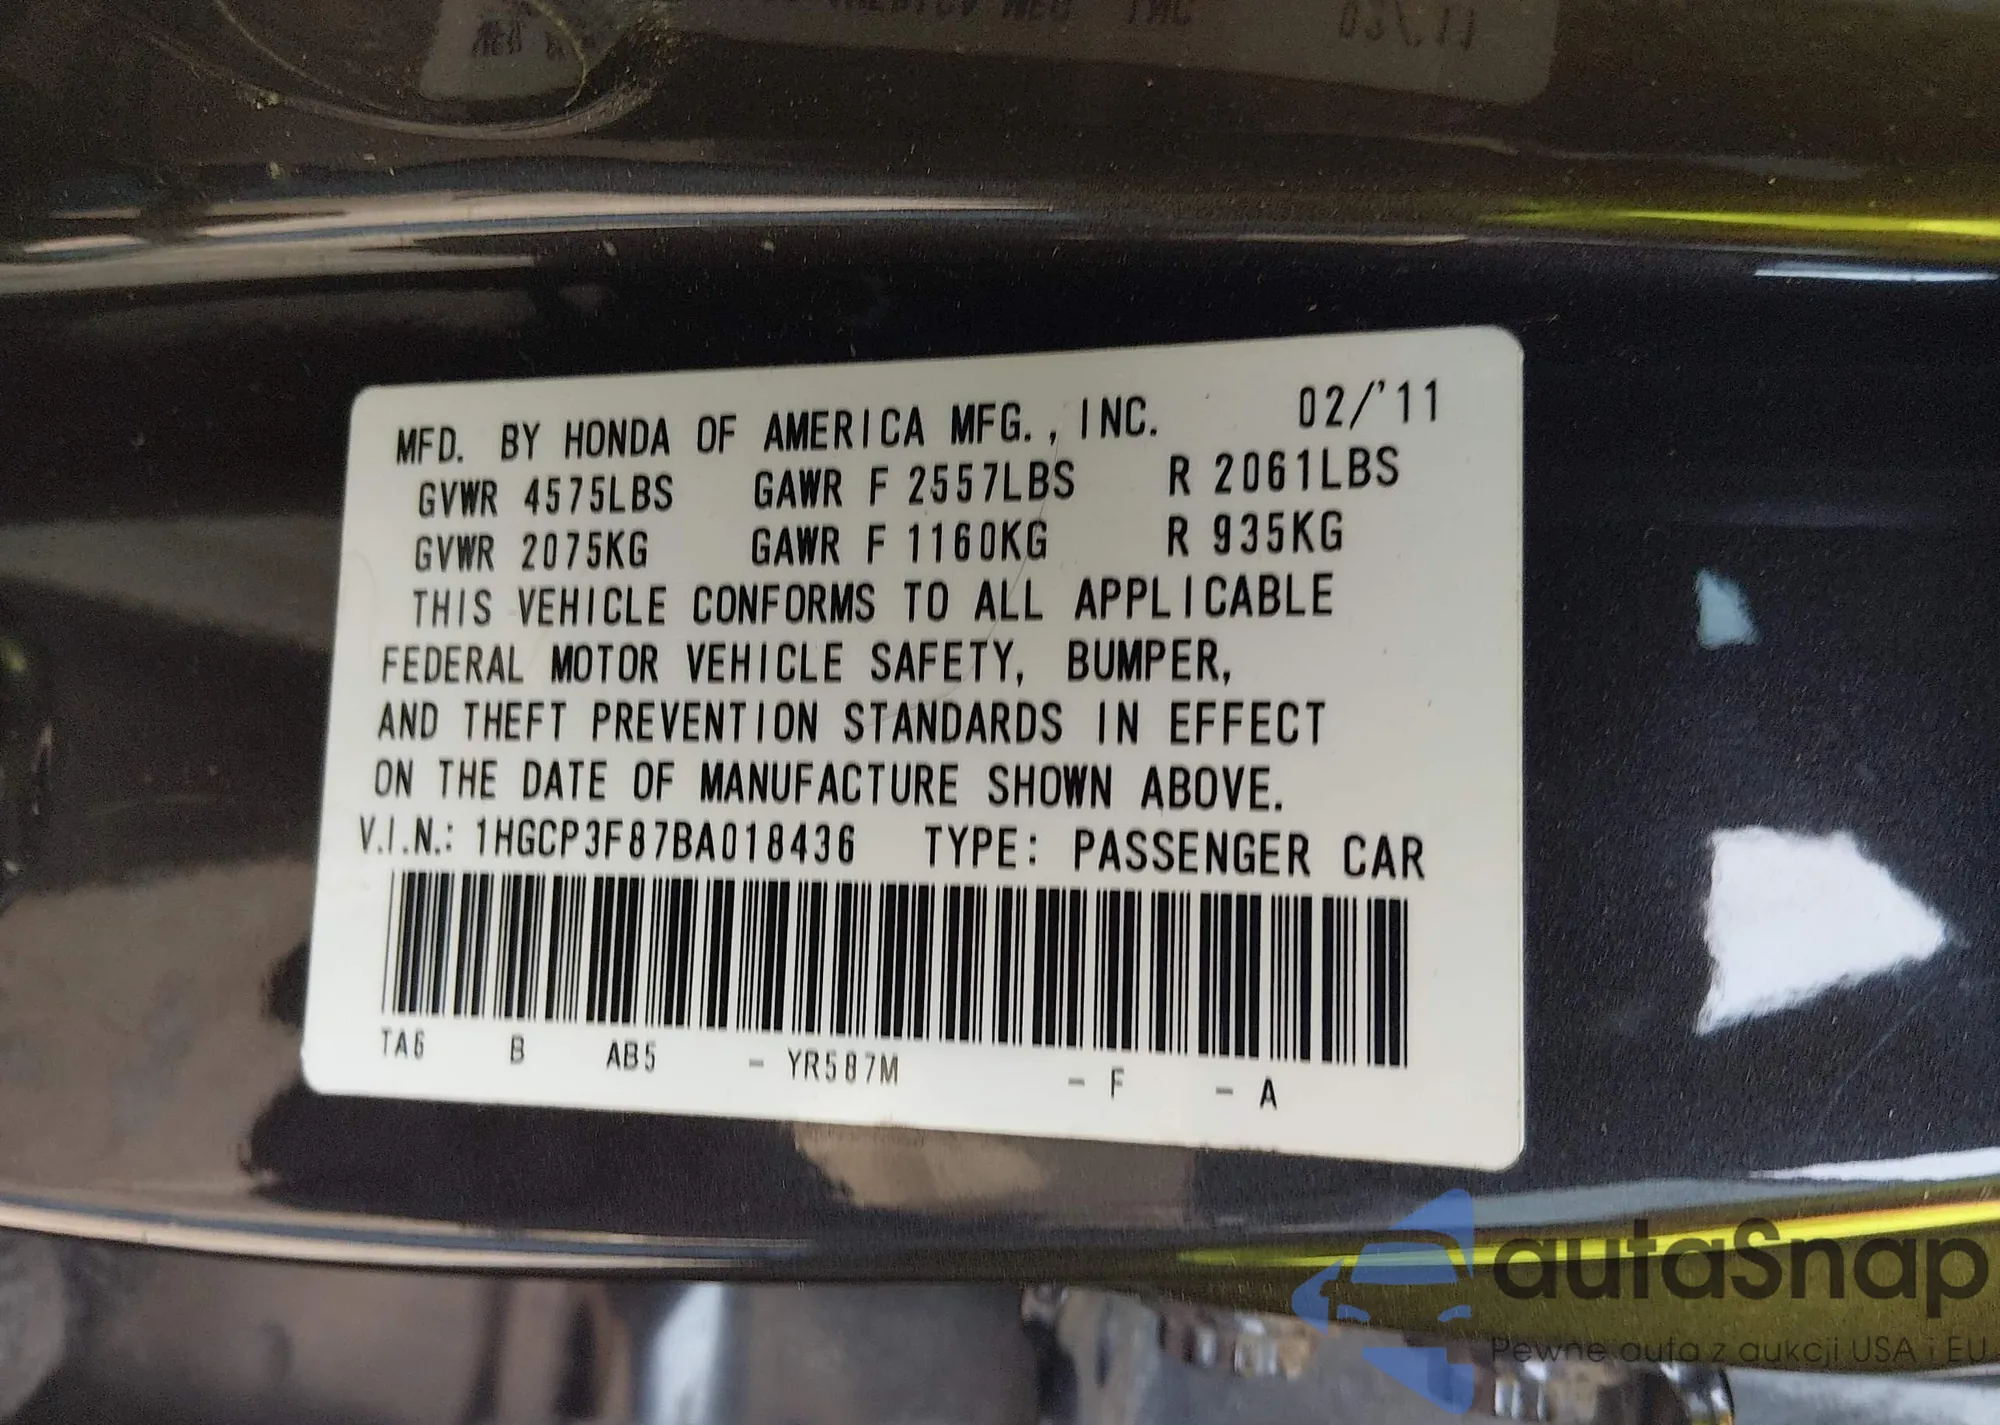 MFD. BY HONDA OF AMERICA MFG., INC. 02/'11
GVWR 4575LBS GAWR F 2557LBS R 2061LBS
GVWR 2075KG GAWR F 1160KG R 935KG
THIS VEHICLE CONFORMS TO ALL APPLICABLE
FEDERAL MOTOR VEHICLE SAFETY, BUMPER,
AND THEFT PREVENTION STANDARDS IN EFFECT
ON THE DATE OF MANUFACTURE SHOWN ABOVE.
V.I.N.: 1HGCP3F87BA018436 TYPE: PASSENGER CAR
TA6 B AB5 - YR587M - F - A
autaSnap
Pewne auta z aukcji USA i EU